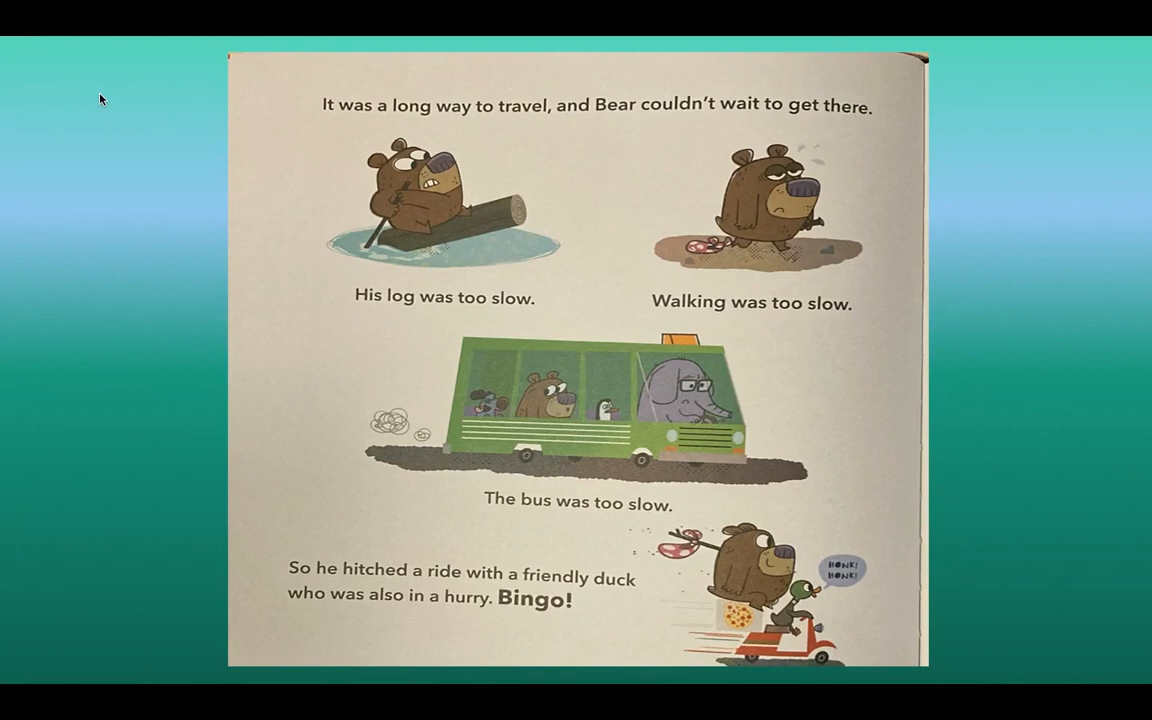 It was a long way to travel, and Bear couldn't wait to get there.
His log was too slow.
Walking was too slow.
The bus was too slow.
HONK!
HONK!
So he hitched a ride with a friendly duck
who was also in a hurry. Bingo!